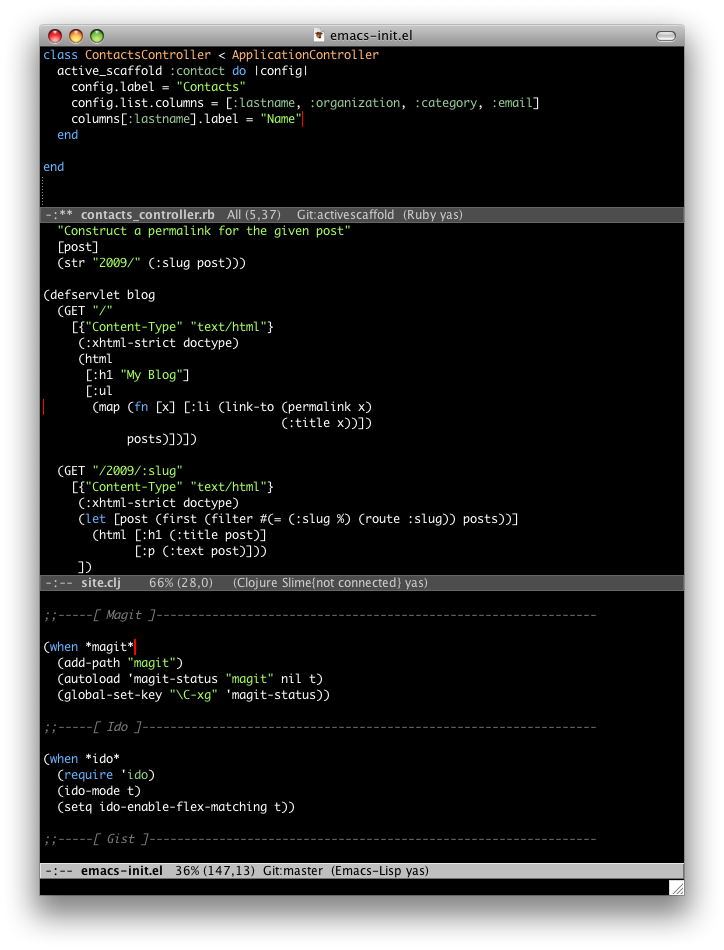 emacs-init.el
class ContactsController < ApplicationController
  active_scaffold :contact do |config|
    config.label = "Contacts"
    config.list.columns = [:lastname, :organization, :category, :email]
    columns[:lastname].label = "Name"
  end
end
-:**  contacts_controller.rb   All (5,37)     Git:activescaffold  (Ruby yas)
  "Construct a permalink for the given post"
  [post]
  (str "2009/" (:slug post)))
(defservlet blog
  (GET "/"
    [{"Content-Type" "text/html"}
     (:xhtml-strict doctype)
     (html
      [:h1 "My Blog"]
      [:ul
       (map (fn [x] [:li (link-to (permalink x)
                                  (:title x))])
            posts)])])
  (GET "/2009/:slug"
    [{"Content-Type" "text/html"}
     (:xhtml-strict doctype)
     (let [post (first (filter #(= (:slug %) (route :slug)) posts))]
       (html [:h1 (:title post)]
             [:p (:text post)]))
     ])
-:--  site.clj     66% (28,0)     (Clojure Slime{not connected} yas)
;;-----[ Magit ]---------------------------------------------------------------
(when *magit*
  (add-path "magit")
  (autoload 'magit-status "magit" nil t)
  (global-set-key "\C-xg" 'magit-status))
;;-----[ Ido ]-----------------------------------------------------------------
(when *ido*
  (require 'ido)
  (ido-mode t)
  (setq ido-enable-flex-matching t))
;;-----[ Gist ]----------------------------------------------------------------
-:--  emacs-init.el   36% (147,13)  Git:master  (Emacs-Lisp yas)